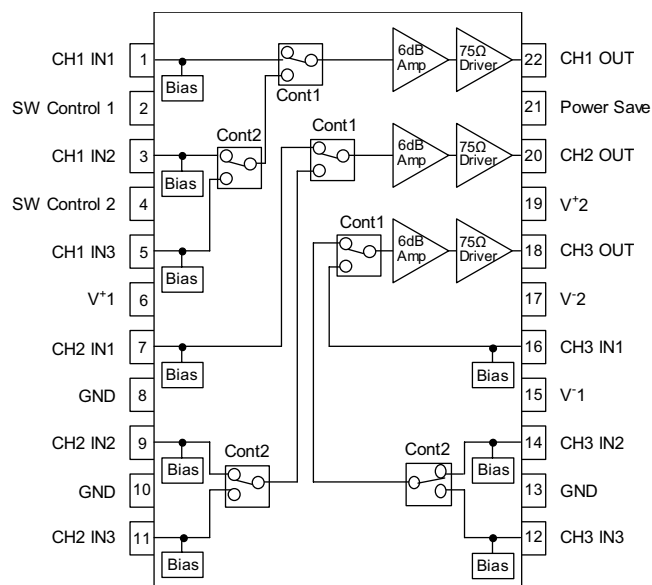 CH1 IN1 1 Bias Cont1 6dB Amp 75Ω Driver 22 CH1 OUT
SW Control 1 2 21 Power Save
CH1 IN2 3 Bias Cont2 Cont1 6dB Amp 75Ω Driver 20 CH2 OUT
SW Control 2 4 19 V+2
CH1 IN3 5 Bias Cont1 6dB Amp 75Ω Driver 18 CH3 OUT
V+1 6 17 V-2
CH2 IN1 7 Bias 16 CH3 IN1 Bias
GND 8 15 V-1
CH2 IN2 9 Bias Cont2 Cont2 14 CH3 IN2 Bias
GND 10 13 GND
CH2 IN3 11 Bias 12 CH3 IN3 Bias